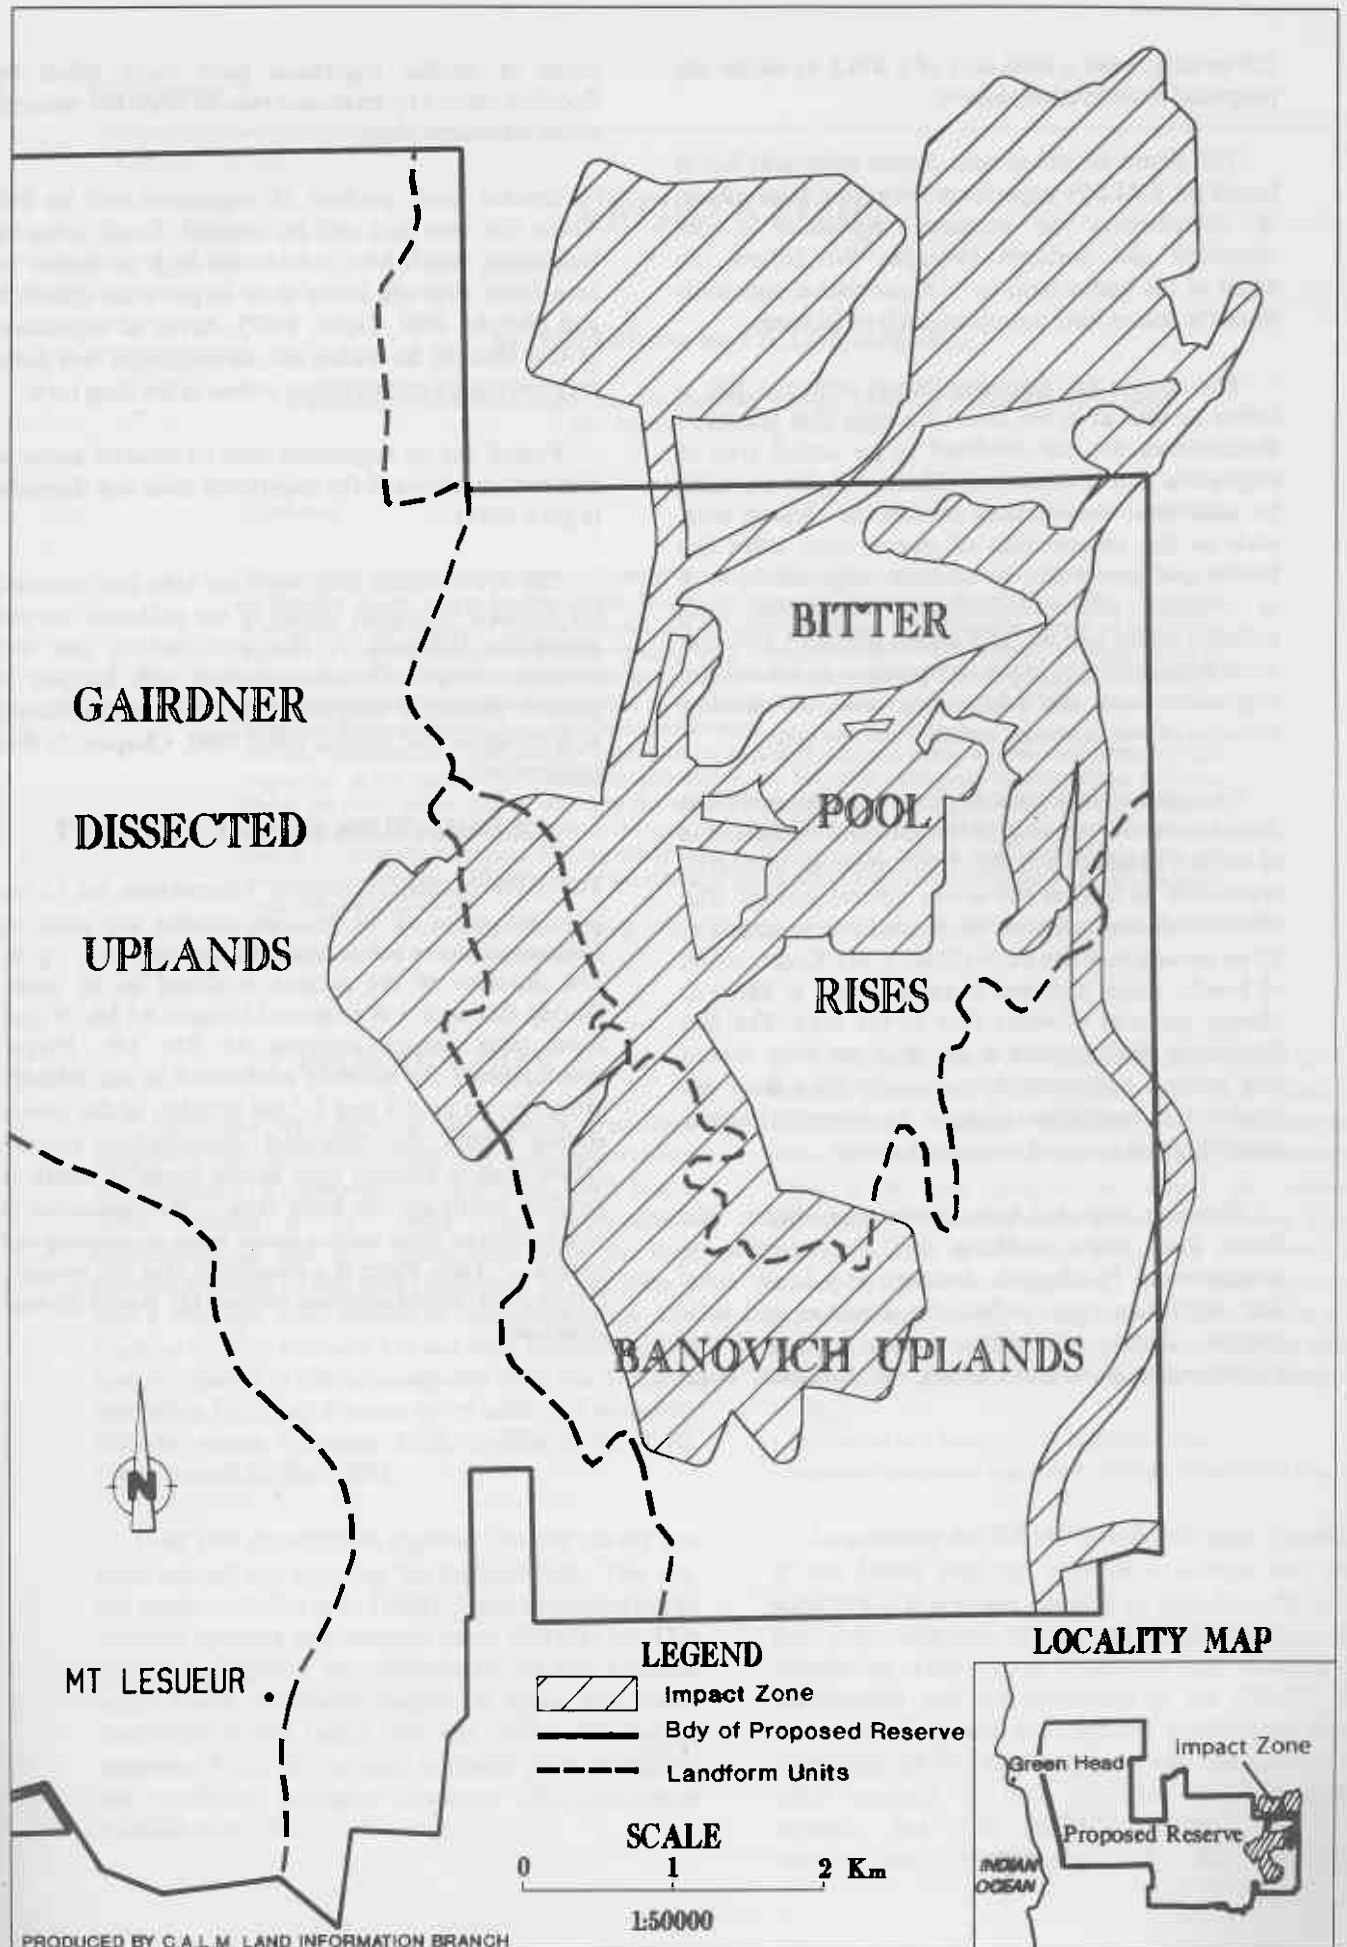 BITTER
GAIRDNER
DISSECTED
POOL
UPLANDS
RISES
BANOVICH UPLANDS
N
MT LESUEUR
LEGEND
Impact Zone
Bdy of Proposed Reserve
Landform Units
SCALE
0 1 2 Km
1:50000
LOCALITY MAP
Impact Zone
Green Head
Proposed Reserve
INDIAN
OCEAN
PRODUCED BY C.A.L.M. LAND INFORMATION BRANCH